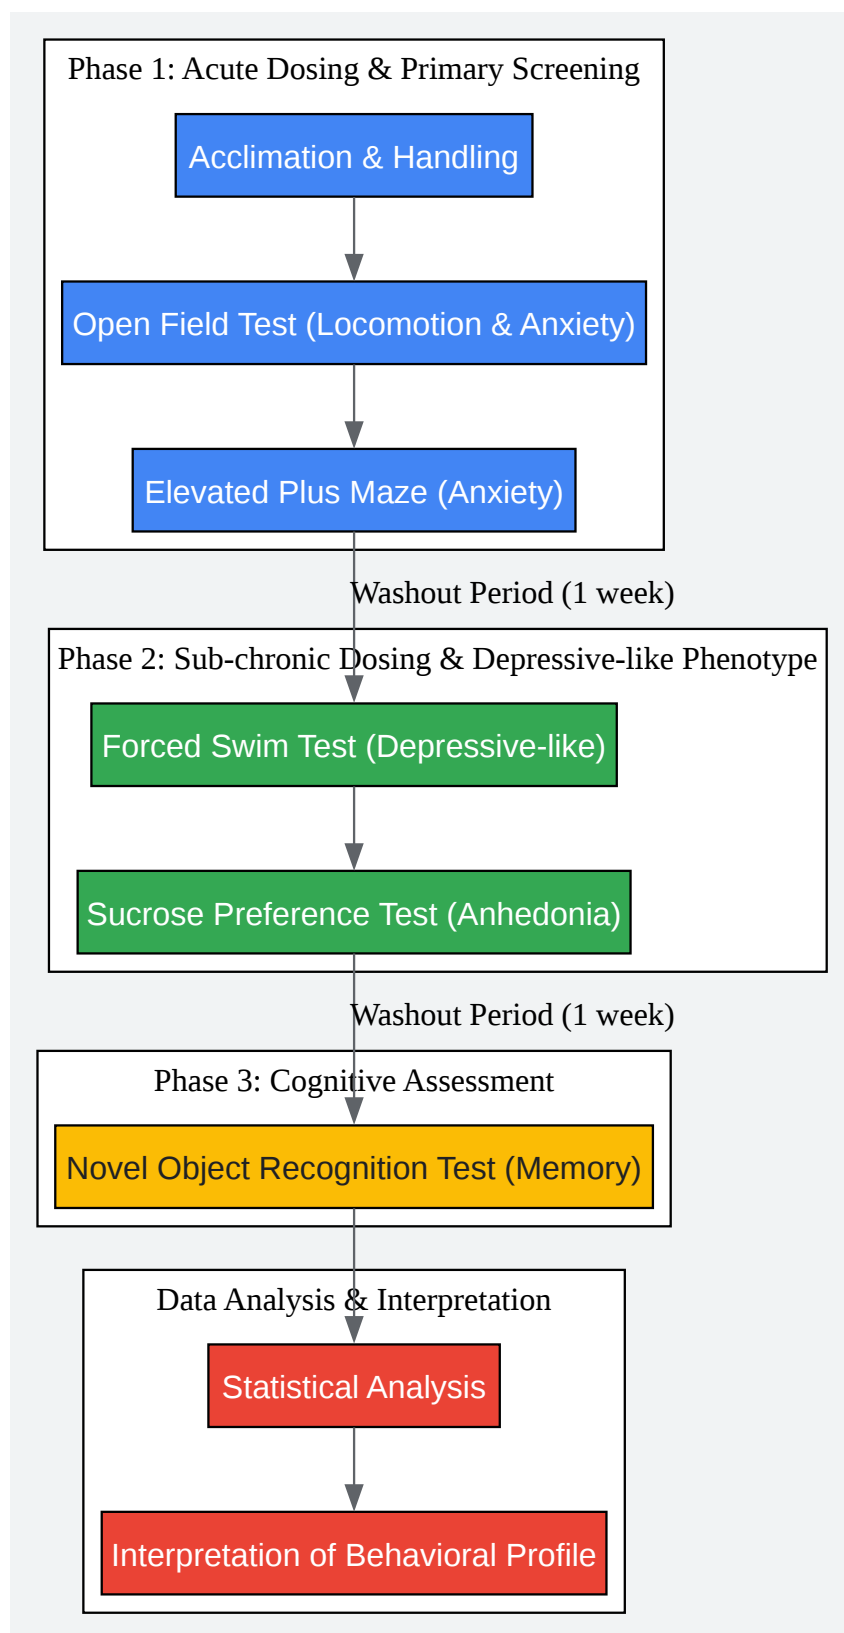 Phase 1: Acute Dosing & Primary Screening
Acclimation & Handling
Open Field Test (Locomotion & Anxiety)
Elevated Plus Maze (Anxiety)
Washout Period (1 week)
Phase 2: Sub-chronic Dosing & Depressive-like Phenotype
Forced Swim Test (Depressive-like)
Sucrose Preference Test (Anhedonia)
Washout Period (1 week)
Phase 3: Cognitive Assessment
Novel Object Recognition Test (Memory)
Data Analysis & Interpretation
Statistical Analysis
Interpretation of Behavioral Profile